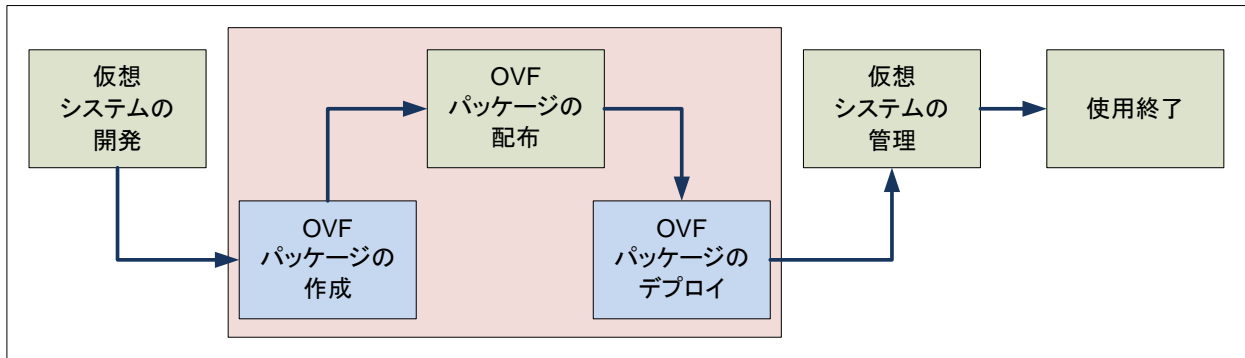 仮想
システムの
開発
OVF
パッケージの
作成
OVF
パッケージの
配布
OVF
パッケージの
デプロイ
仮想
システムの
管理
使用終了